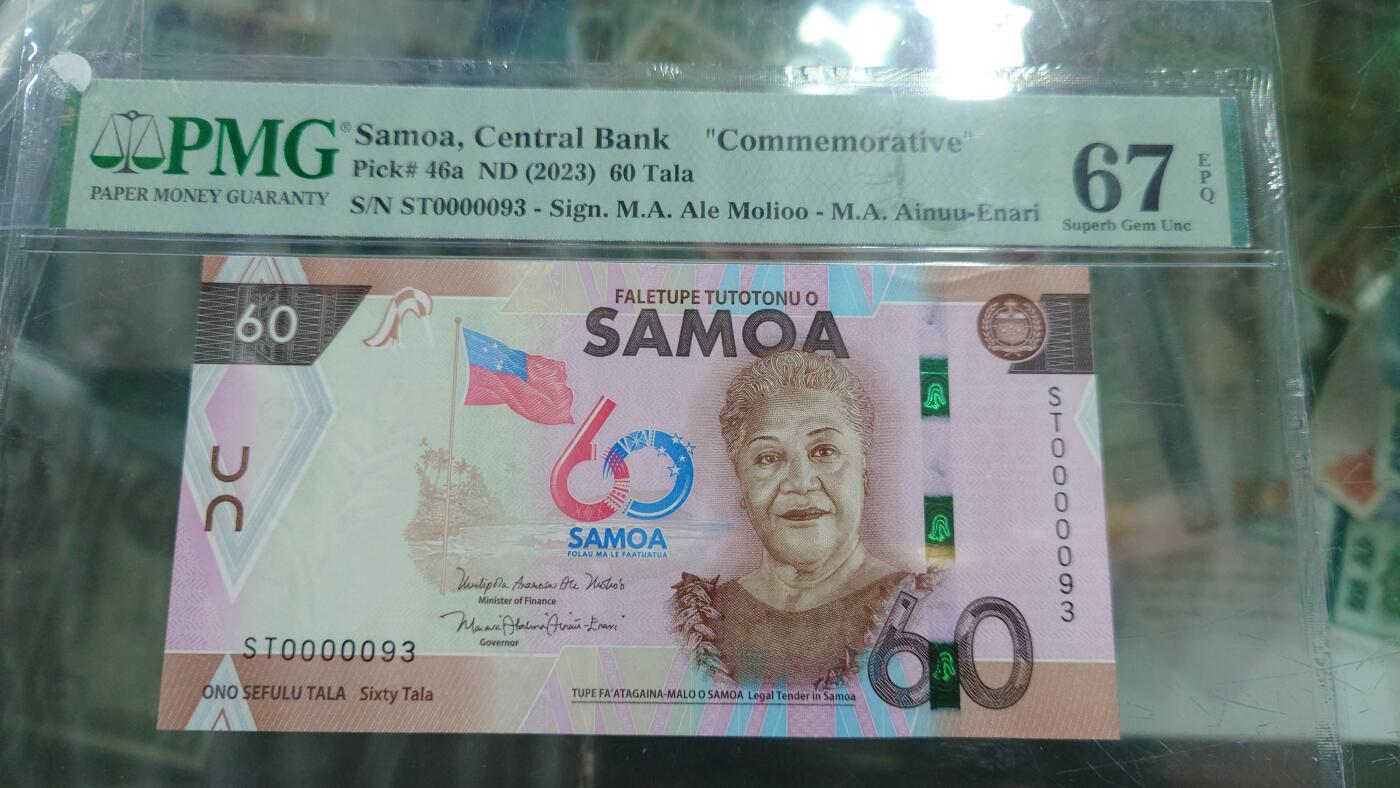 PMG®
PAPER MONEY GUARANTY
Samoa, Central Bank "Commemorative"
Pick# 46a ND (2023) 60 Tala
S/N ST0000093 - Sign. M.A. Ale Molioo - M.A. Ainuu-Enari
67
EPQ
Superb Gem Unc
60
FALETUPE TUTOTONU O
SAMOA
60
SAMOA
FOLAU MA LE FAATUATUA
Minister of Finance
Governor
ST0000093
ST0000093
ONO SEFULU TALA Sixty Tala
TUPE FA'ATAGAINA-MALO O SAMOA Legal Tender in Samoa
60